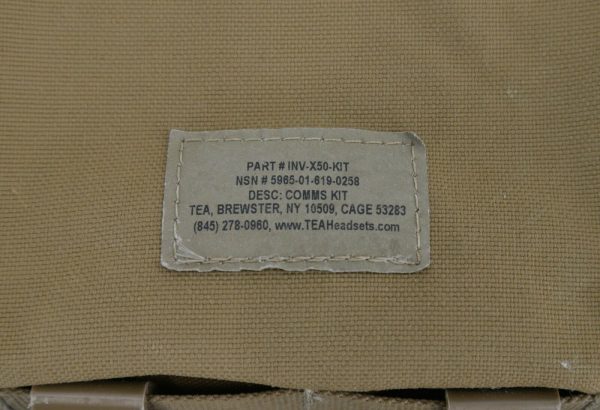 PART # INV-X50-KIT
NSN # 5965-01-619-0258
DESC: COMMS KIT
TEA, BREWSTER, NY 10509, CAGE 53283
(845) 278-0960, www.TEAHeadsets.com